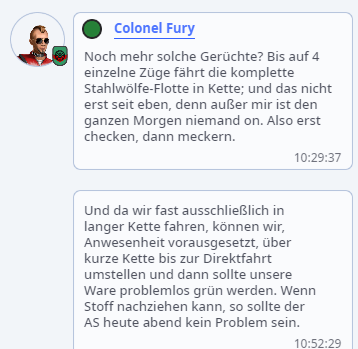 Colonel Fury
Noch mehr solche Gerüchte? Bis auf 4
einzelne Züge fährt die komplette
Stahlwölfe-Flotte in Kette; und das nicht
erst seit eben, denn außer mir ist den
ganzen Morgen niemand on. Also erst
checken, dann meckern.
10:29:37
Und da wir fast ausschließlich in
langer Kette fahren, können wir,
Anwesenheit vorausgesetzt, über
kurze Kette bis zur Direktfahrt
umstellen und dann sollte unsere
Ware problemlos grün werden. Wenn
Stoff nachziehen kann, so sollte der
AS heute abend kein Problem sein.
10:52:29